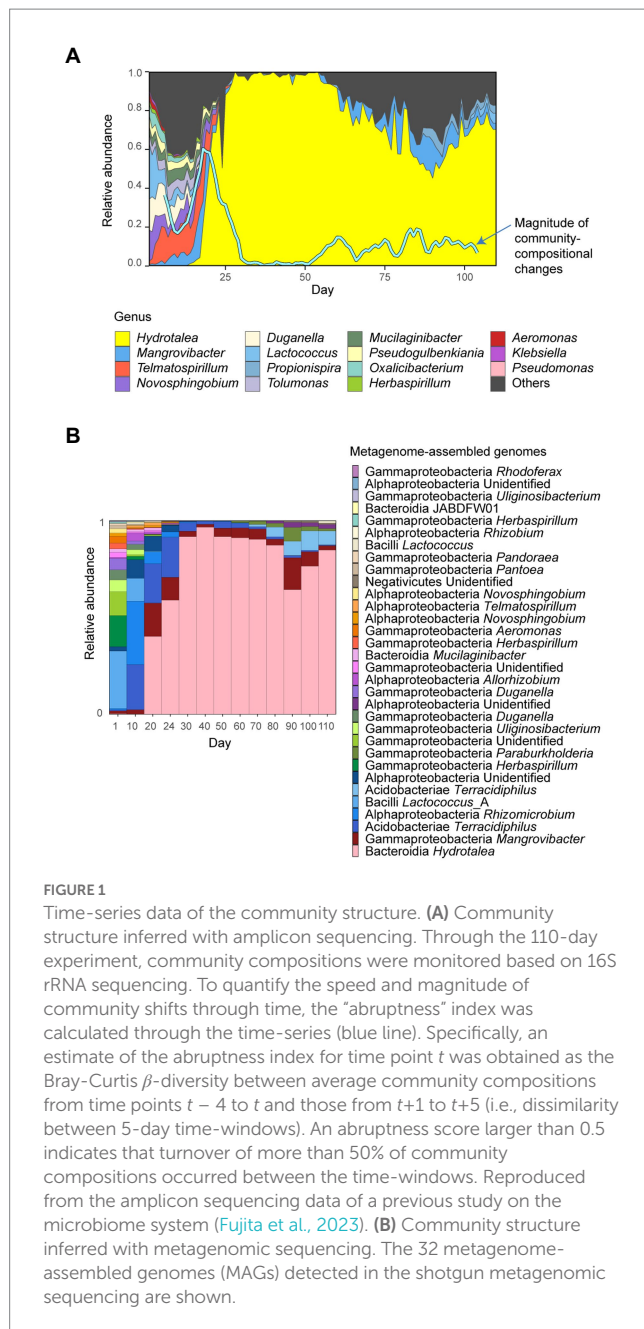 A
1.0
0.8
0.6
0.4
0.2
0.0
Relative abundance
25
50
75
100
Day
Magnitude of
community-
compositional
changes
Genus
Hydrotalea
Mangrovibacter
Telmatospirillum
Novosphingobium
Duganella
Lactococcus
Propionispira
Tolumonas
Mucilaginibacter
Pseudogulbenkiania
Oxalicibacterium
Herbaspirillum
Aeromonas
Klebsiella
Pseudomonas
Others
B
1
0
Relative abundance
1 10 20 24 30 40 50 60 70 80 90 100 110
Day
Metagenome-assembled genomes
Gammaproteobacteria Rhodoferax
Alphaproteobacteria Unidentified
Gammaproteobacteria Uliginosibacterium
Bacteroidia JABDFW01
Gammaproteobacteria Herbaspirillum
Alphaproteobacteria Rhizobium
Bacilli Lactococcus
Gammaproteobacteria Pandoraea
Gammaproteobacteria Pantoea
Negativicutes Unidentified
Alphaproteobacteria Novosphingobium
Alphaproteobacteria Telmatospirillum
Alphaproteobacteria Novosphingobium
Gammaproteobacteria Aeromonas
Gammaproteobacteria Herbaspirillum
Bacteroidia Mucilaginibacter
Gammaproteobacteria Unidentified
Alphaproteobacteria Allorhizobium
Gammaproteobacteria Duganella
Alphaproteobacteria Unidentified
Gammaproteobacteria Duganella
Gammaproteobacteria Uliginosibacterium
Gammaproteobacteria Unidentified
Gammaproteobacteria Paraburkholderia
Gammaproteobacteria Herbaspirillum
Alphaproteobacteria Unidentified
Acidobacteriae Terracidiphilus
Bacilli Lactococcus_A
Alphaproteobacteria Rhizomicrobium
Acidobacteriae Terracidiphilus
Gammaproteobacteria Mangrovibacter
Bacteroidia Hydrotalea
FIGURE 1
Time-series data of the community structure. (A) Community
structure inferred with amplicon sequencing. Through the 110-day
experiment, community compositions were monitored based on 16S
rRNA sequencing. To quantify the speed and magnitude of
community shifts through time, the “abruptness” index was
calculated through the time-series (blue line). Specifically, an
estimate of the abruptness index for time point t was obtained as the
Bray-Curtis β-diversity between average community compositions
from time points t – 4 to t and those from t+1 to t+5 (i.e., dissimilarity
between 5-day time-windows). An abruptness score larger than 0.5
indicates that turnover of more than 50% of community
compositions occurred between the time-windows. Reproduced
from the amplicon sequencing data of a previous study on the
microbiome system (Fujita et al., 2023). (B) Community structure
inferred with metagenomic sequencing. The 32 metagenome-
assembled genomes (MAGs) detected in the shotgun metagenomic
sequencing are shown.